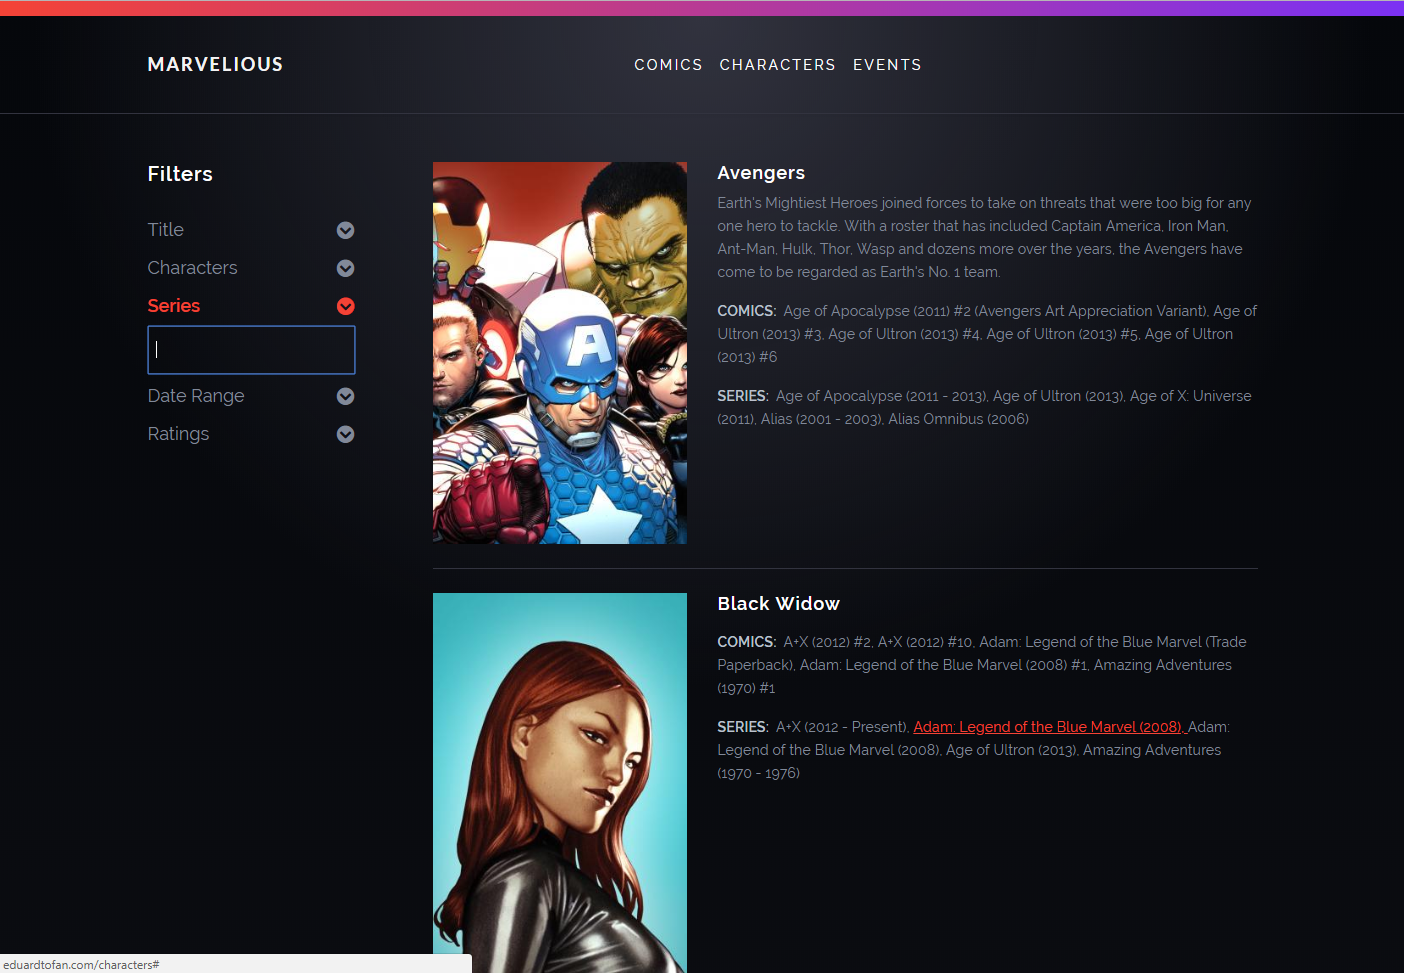 MARVELIOUS
COMICS CHARACTERS EVENTS
Filters
Title
Characters
Series
Date Range
Ratings
Avengers
Earth's Mightiest Heroes joined forces to take on threats that were too big for any
one hero to tackle. With a roster that has included Captain America, Iron Man,
Ant-Man, Hulk, Thor, Wasp and dozens more over the years, the Avengers have
come to be regarded as Earth's No. 1 team.
COMICS: Age of Apocalypse (2011) #2 (Avengers Art Appreciation Variant), Age of
Ultron (2013) #3, Age of Ultron (2013) #4, Age of Ultron (2013) #5, Age of Ultron
(2013) #6
SERIES: Age of Apocalypse (2011 - 2013), Age of Ultron (2013), Age of X: Universe
(2011), Alias (2001 - 2003), Alias Omnibus (2006)
A
Black Widow
COMICS: A+X (2012) #2, A+X (2012) #10, Adam: Legend of the Blue Marvel (Trade
Paperback), Adam: Legend of the Blue Marvel (2008) #1, Amazing Adventures
(1970) #1
SERIES: A+X (2012 - Present), Adam: Legend of the Blue Marvel (2008), Adam:
Legend of the Blue Marvel (2008), Age of Ultron (2013), Amazing Adventures
(1970 - 1976)
eduardtofan.com/characters#